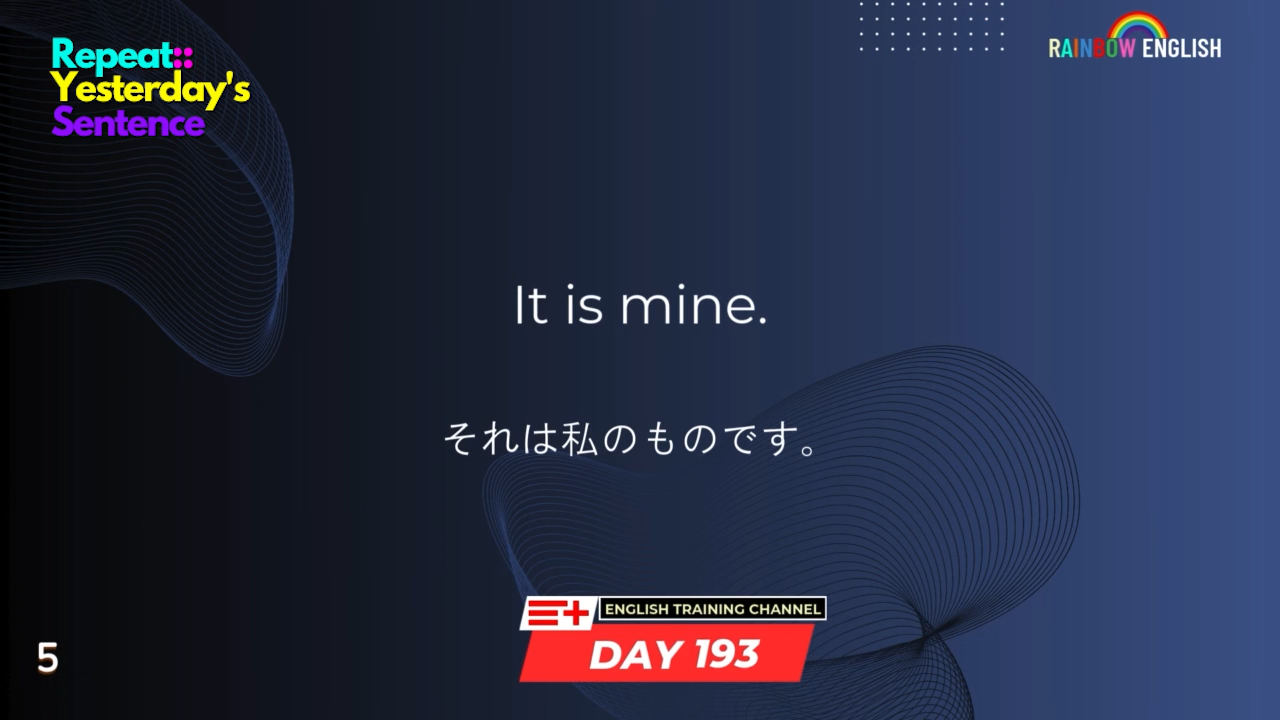 Repeat::
Yesterday's
Sentence
RAINBOW ENGLISH
It is mine.
それは私のものです。
E+ ENGLISH TRAINING CHANNEL
DAY 193
5